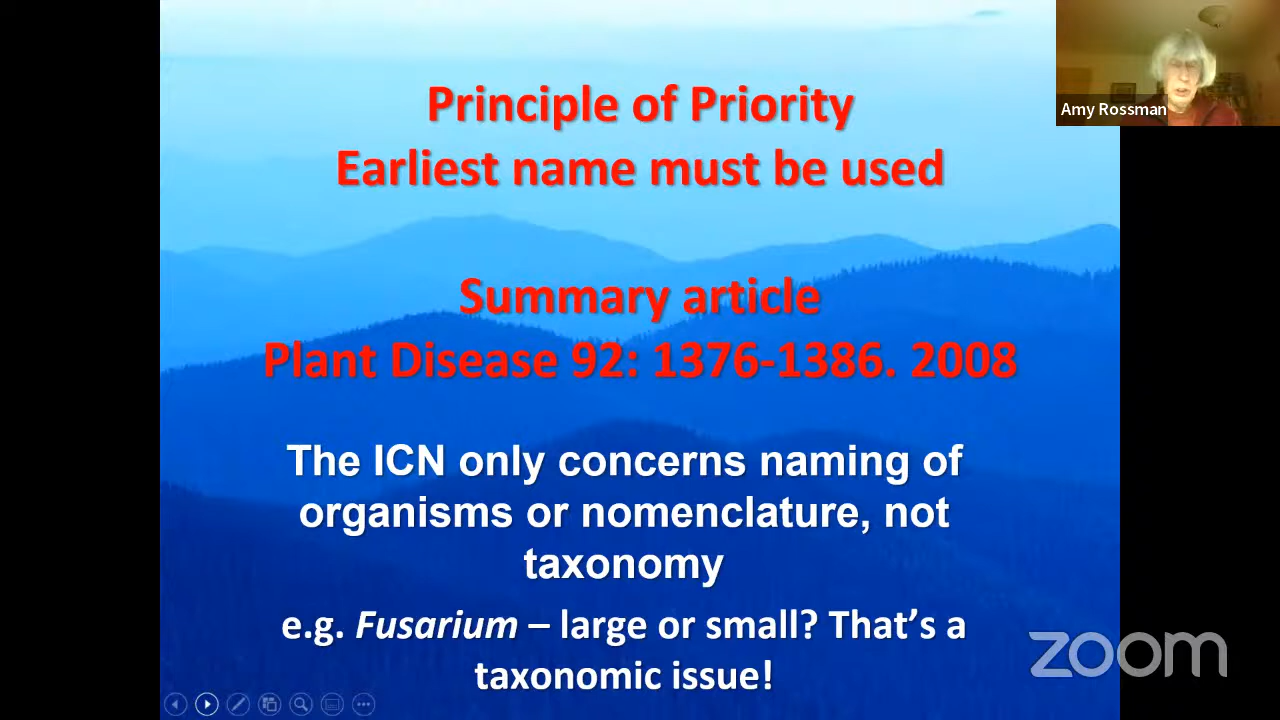 Principle of Priority
Earliest name must be used
Summary article
Plant Disease 92: 1376-1386. 2008
The ICN only concerns naming of
organisms or nomenclature, not
taxonomy
e.g. Fusarium – large or small? That’s a
taxonomic issue!
Amy Rossman
zoom